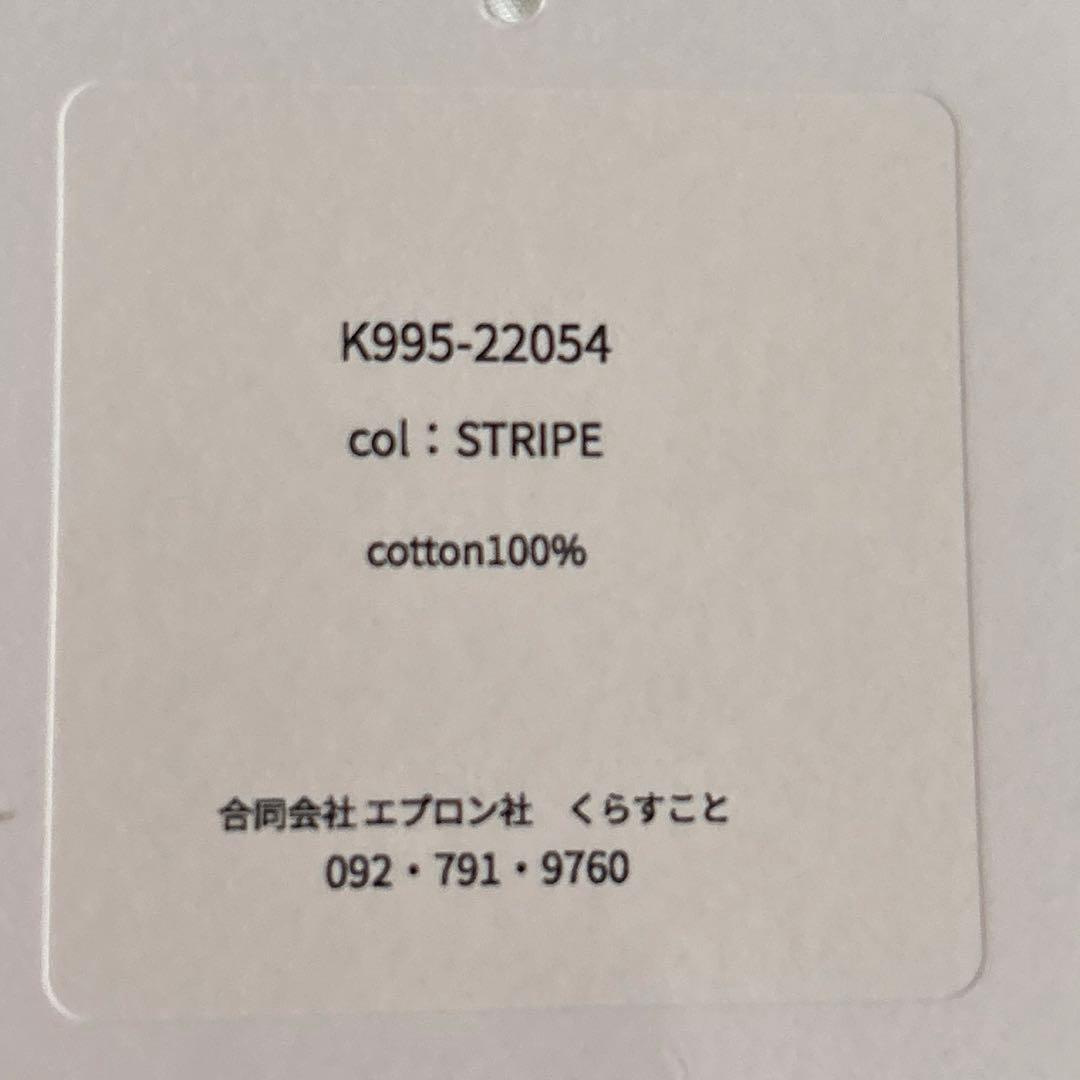 K995-22054
col：STRIPE
cotton100%
合同会社 エプロン社　くらすこと
092・791・9760